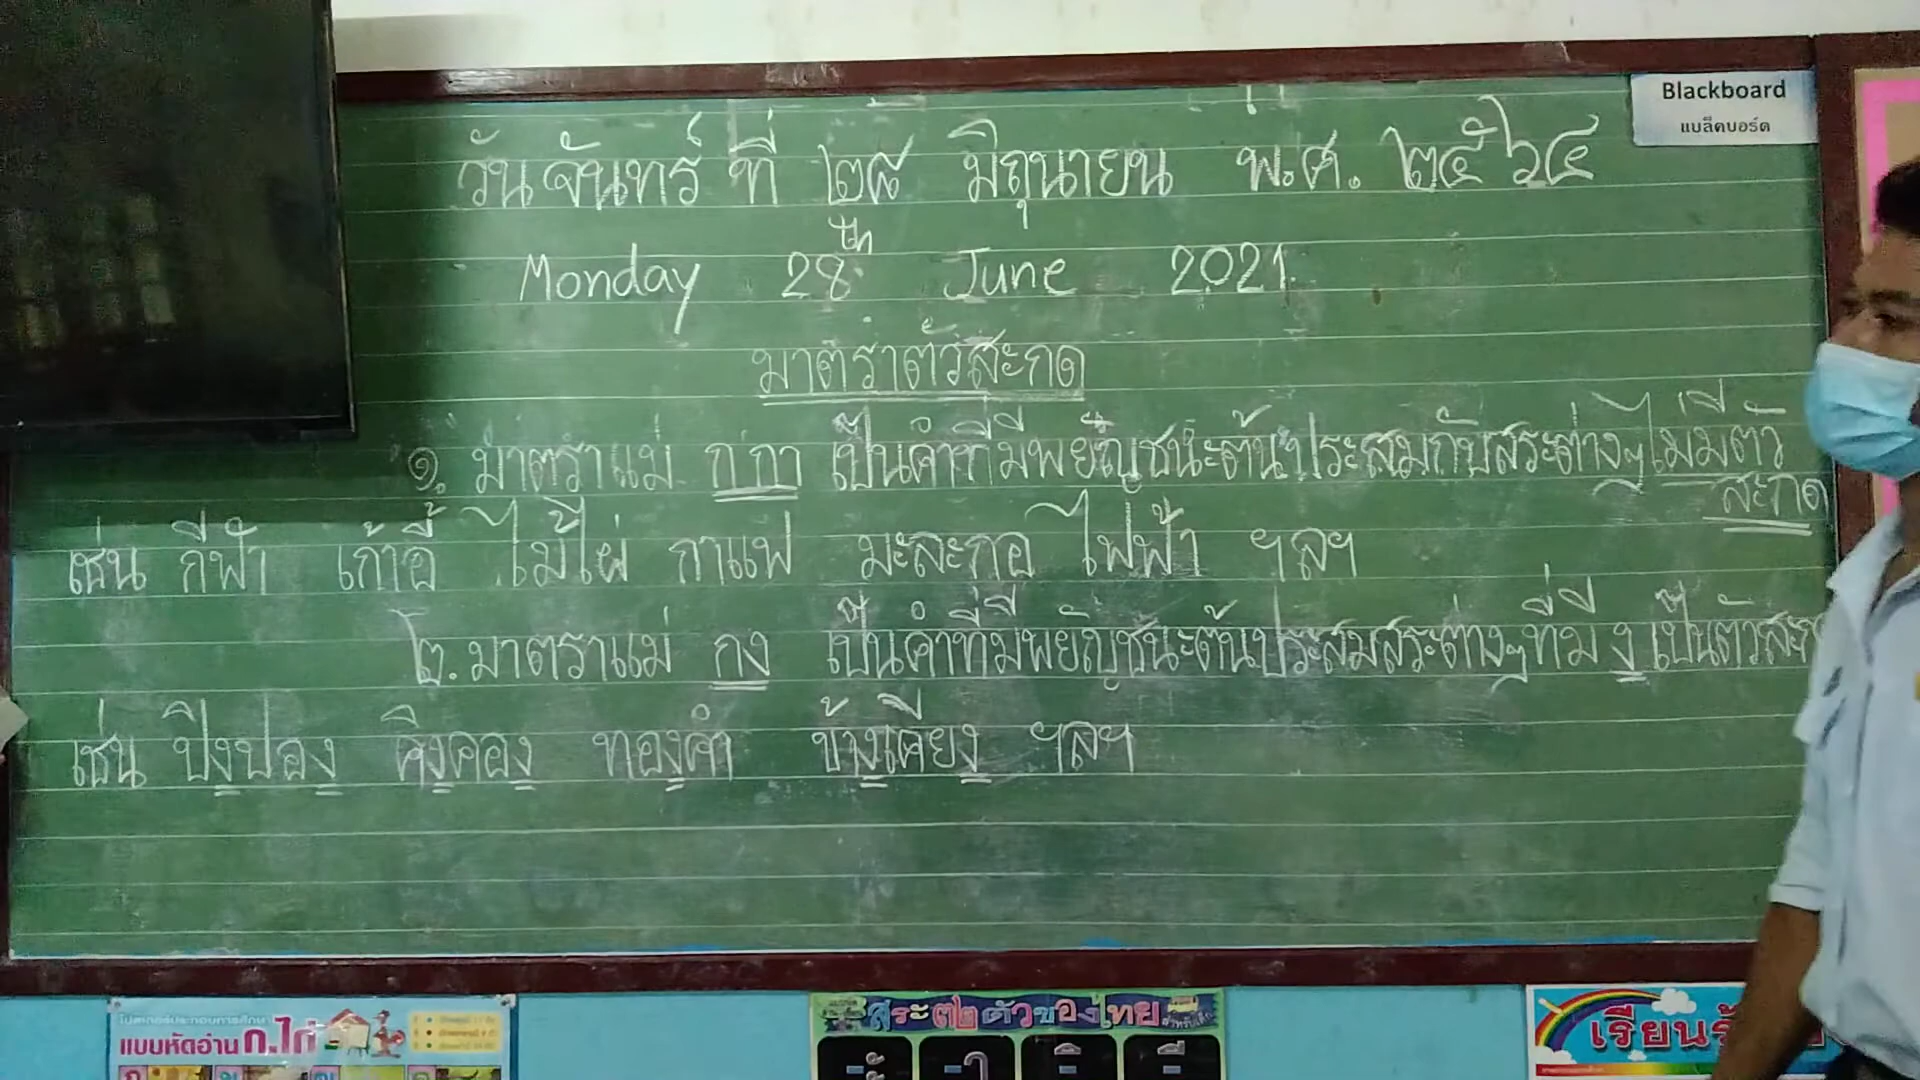 Blackboard
แบล็คบอร์ด
วันจันทร์ ที่ ๒๘ มิถุนายน พ.ศ. ๒๕๖๔
Monday 28th June 2021
มาตราตัวสะกด
๑. มาตราแม่ ก กา เป็นคำที่มีพยัญชนะต้นประสมกับสระต่างๆไม่มีตัว
สะกด
เช่น กีฬา เก้าอี้ ไม้ไผ่ กาแฟ มะละกอ ไฟฟ้า ฯลฯ
๒. มาตราแม่ กง เป็นคำที่มีพยัญชนะต้นประสมสระต่างๆที่มี ง เป็นตัวสะก
เช่น ปิงปอง คิงคอง ทองคำ ข้างเคียง ฯลฯ
แบบหัดอ่าน ก.ไก่
สระ ๓๒ ตัวของไทย
สำหรับเด็ก
เรียนรู้